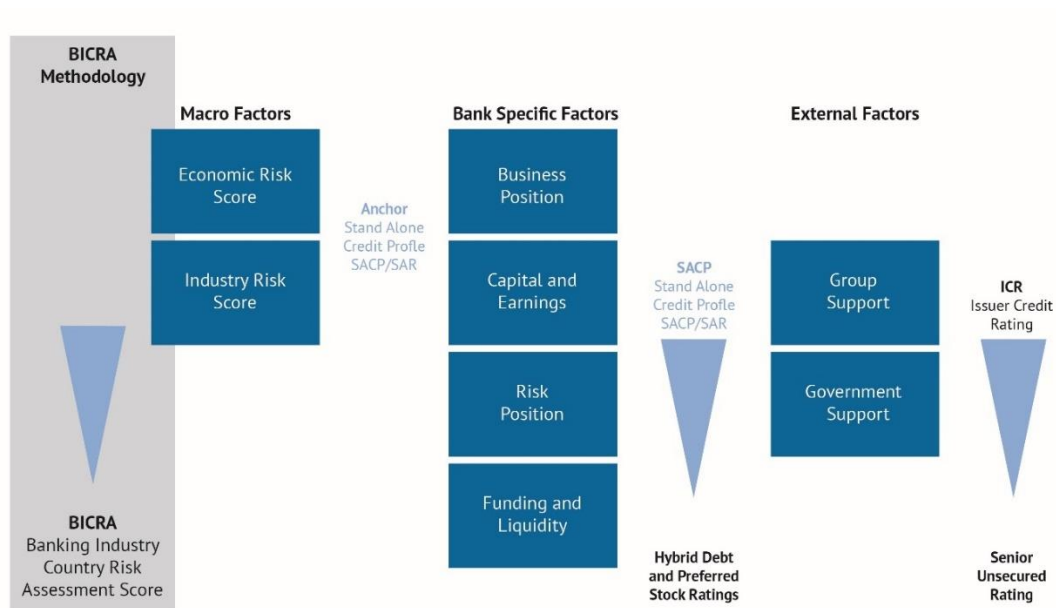 BICRA
Methodology
Macro Factors
Economic Risk
Score
Industry Risk
Score
Anchor
Stand Alone
Credit Profle
SACP/SAR
Bank Specific Factors
Business
Position
Capital and
Earnings
Risk
Position
Funding and
Liquidity
SACP
Stand Alone
Credit Profle
SACP/SAR
Hybrid Debt
and Preferred
Stock Ratings
External Factors
Group
Support
Government
Support
ICR
Issuer Credit
Rating
Senior
Unsecured
Rating
BICRA
Banking Industry
Country Risk
Assessment Score